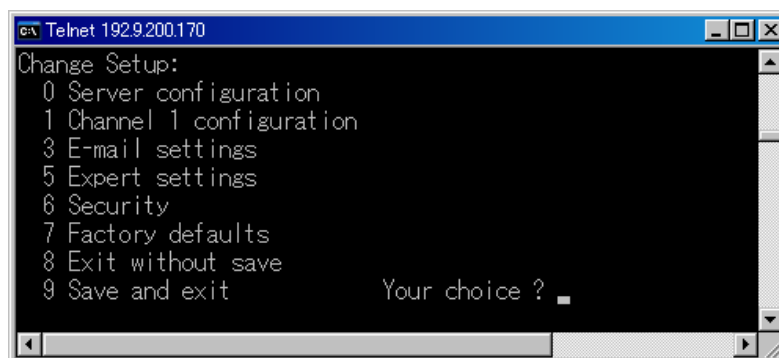 Telnet 192.9.200.170
Change Setup:
0 Server configuration
1 Channel 1 configuration
3 E-mail settings
5 Expert settings
6 Security
7 Factory defaults
8 Exit without save
9 Save and exit Your choice ?